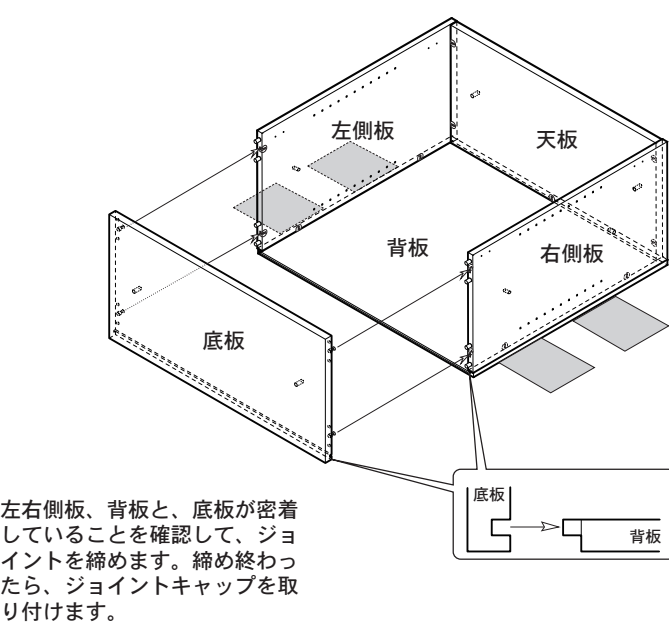 左側板
天板
背板
右側板
底板
底板
背板
左右側板、背板と、底板が密着
していることを確認して、ジョ
イントを締めます。締め終わっ
たら、ジョイントキャップを取
り付けます。